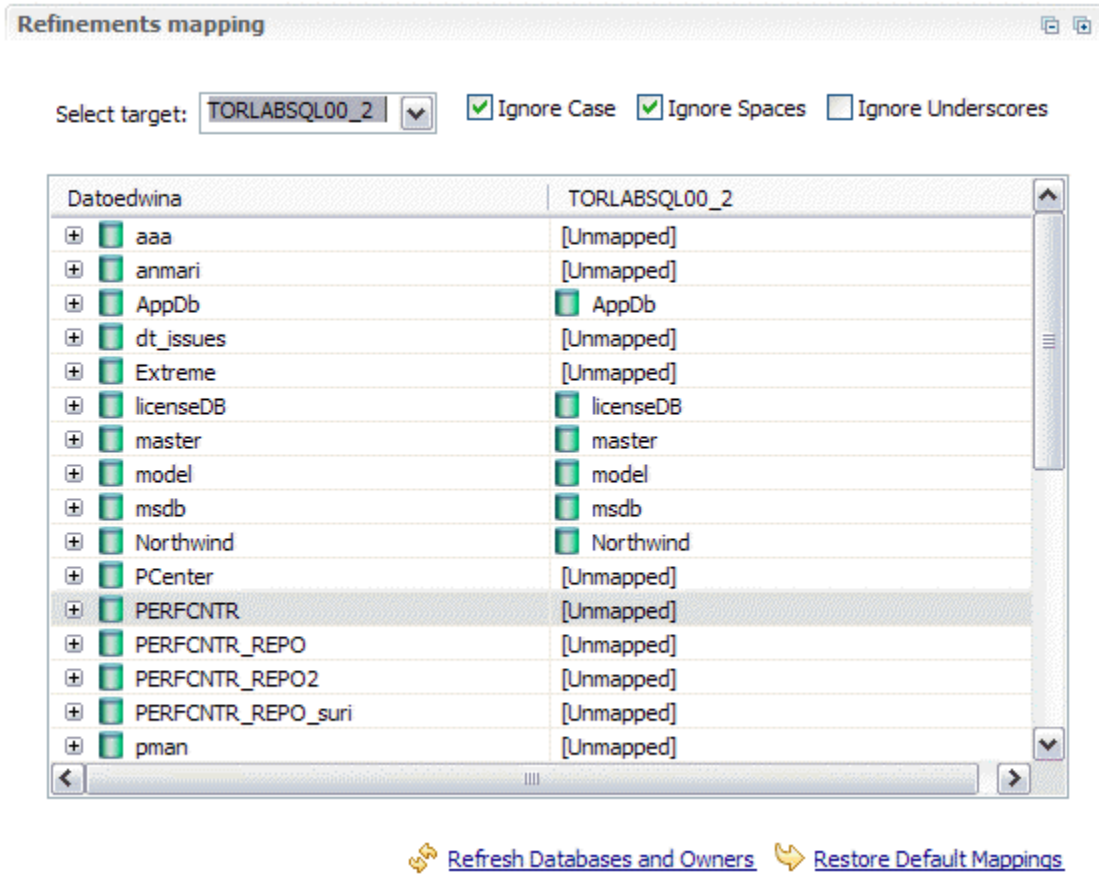 Refinements mapping
Select target: TORLABSQL00_2 Ignore Case Ignore Spaces Ignore Underscores
Datoedwina TORLABSQL00_2
aaa [Unmapped]
anmari [Unmapped]
AppDb AppDb
dt_issues [Unmapped]
Extreme [Unmapped]
licenseDB licenseDB
master master
model model
msdb msdb
Northwind Northwind
PCenter [Unmapped]
PERFCNTR [Unmapped]
PERFCNTR_REPO [Unmapped]
PERFCNTR_REPO2 [Unmapped]
PERFCNTR_REPO_suri [Unmapped]
pman [Unmapped]
Refresh Databases and Owners Restore Default Mappings